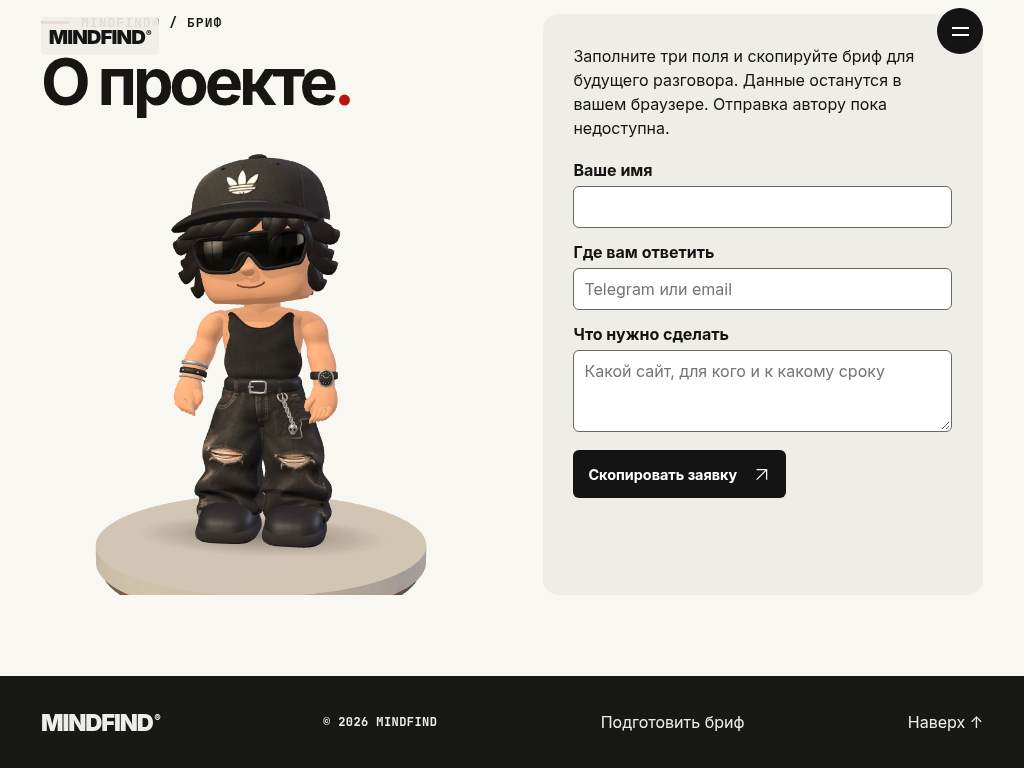 MINDFIND® / БРИФ
MINDFIND®
О проекте.
Заполните три поля и скопируйте бриф для
будущего разговора. Данные останутся в
вашем браузере. Отправка автору пока
недоступна.
Ваше имя
Где вам ответить
Telegram или email
Что нужно сделать
Какой сайт, для кого и к какому сроку
Скопировать заявку
MINDFIND®
© 2026 MINDFIND
Подготовить бриф
Наверх ↑